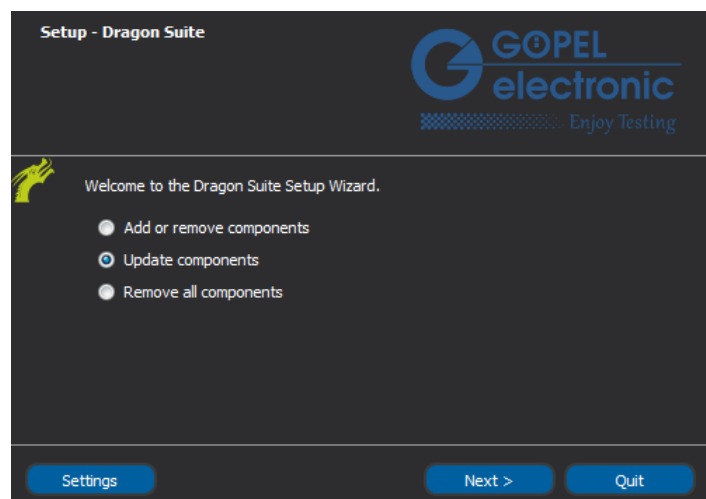 Setup - Dragon Suite
GÖPEL
electronic
Enjoy Testing
Welcome to the Dragon Suite Setup Wizard.
Add or remove components
Update components
Remove all components
Settings
Next >
Quit